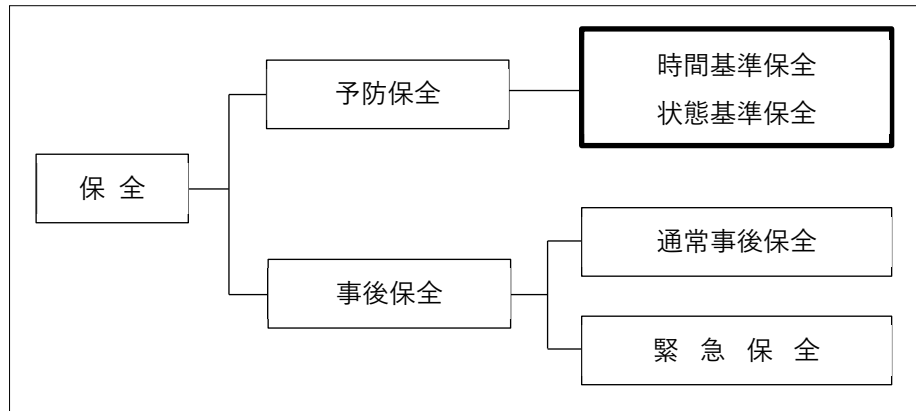 時間基準保全
状態基準保全
予防保全
保 全
通常事後保全
事後保全
緊 急 保 全